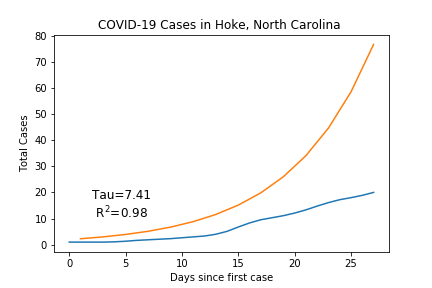 COVID-19 Cases in Hoke, North Carolina
80
70
60
50
40
30
20
10
0
Total Cases
Tau=7.41
R²=0.98
0 5 10 15 20 25
Days since first case